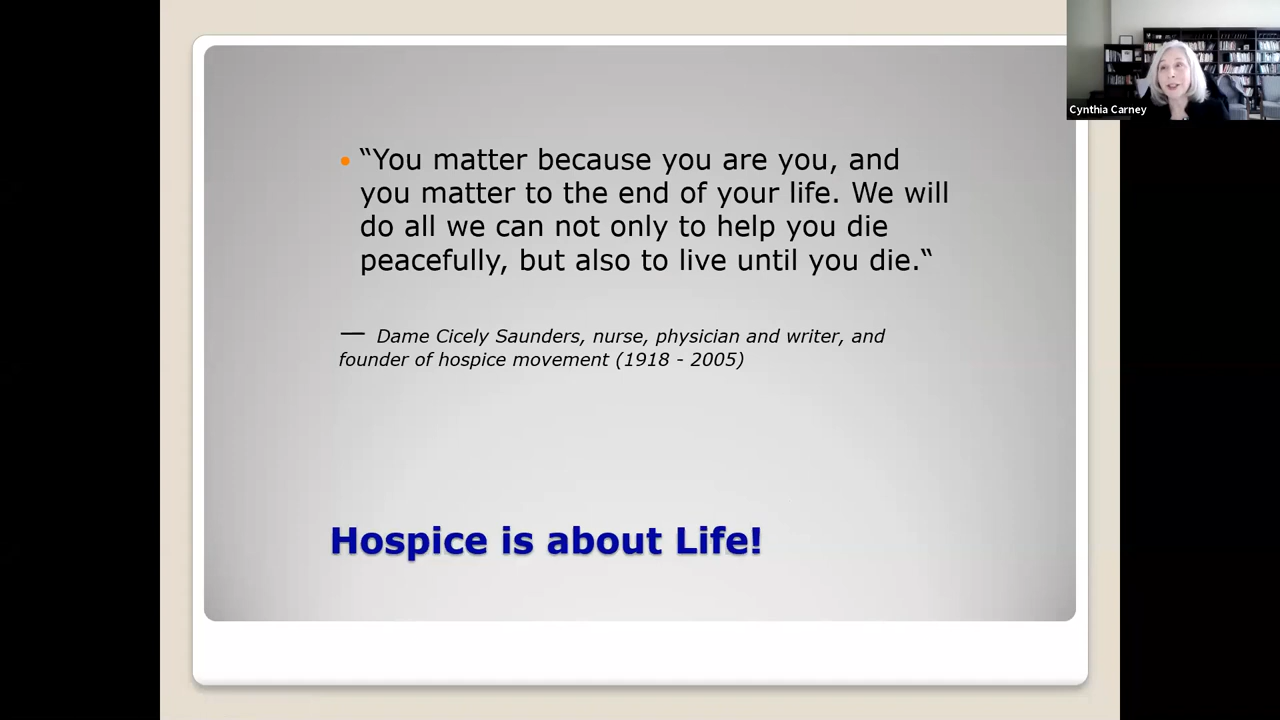 “You matter because you are you, and
you matter to the end of your life. We will
do all we can not only to help you die
peacefully, but also to live until you die.“
— Dame Cicely Saunders, nurse, physician and writer, and
founder of hospice movement (1918 - 2005)
Hospice is about Life!
Cynthia Carney